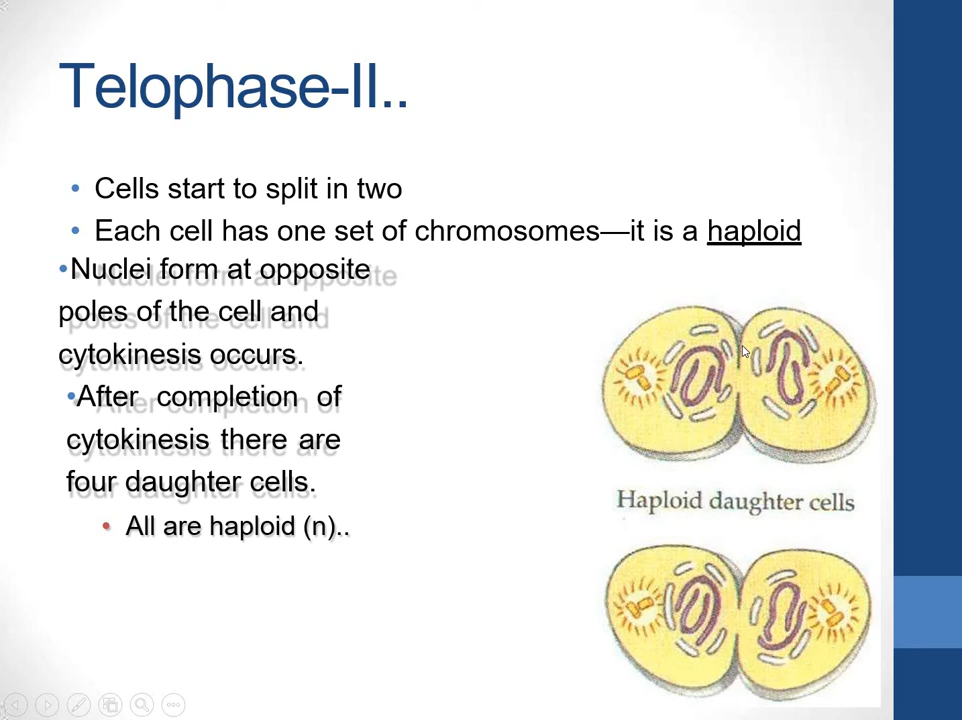 Telophase-II..
• Cells start to split in two
• Each cell has one set of chromosomes—it is a haploid
•Nuclei form at opposite
poles of the cell and
cytokinesis occurs.
•After completion of
cytokinesis there are
four daughter cells.
• All are haploid (n)..
Haploid daughter cells